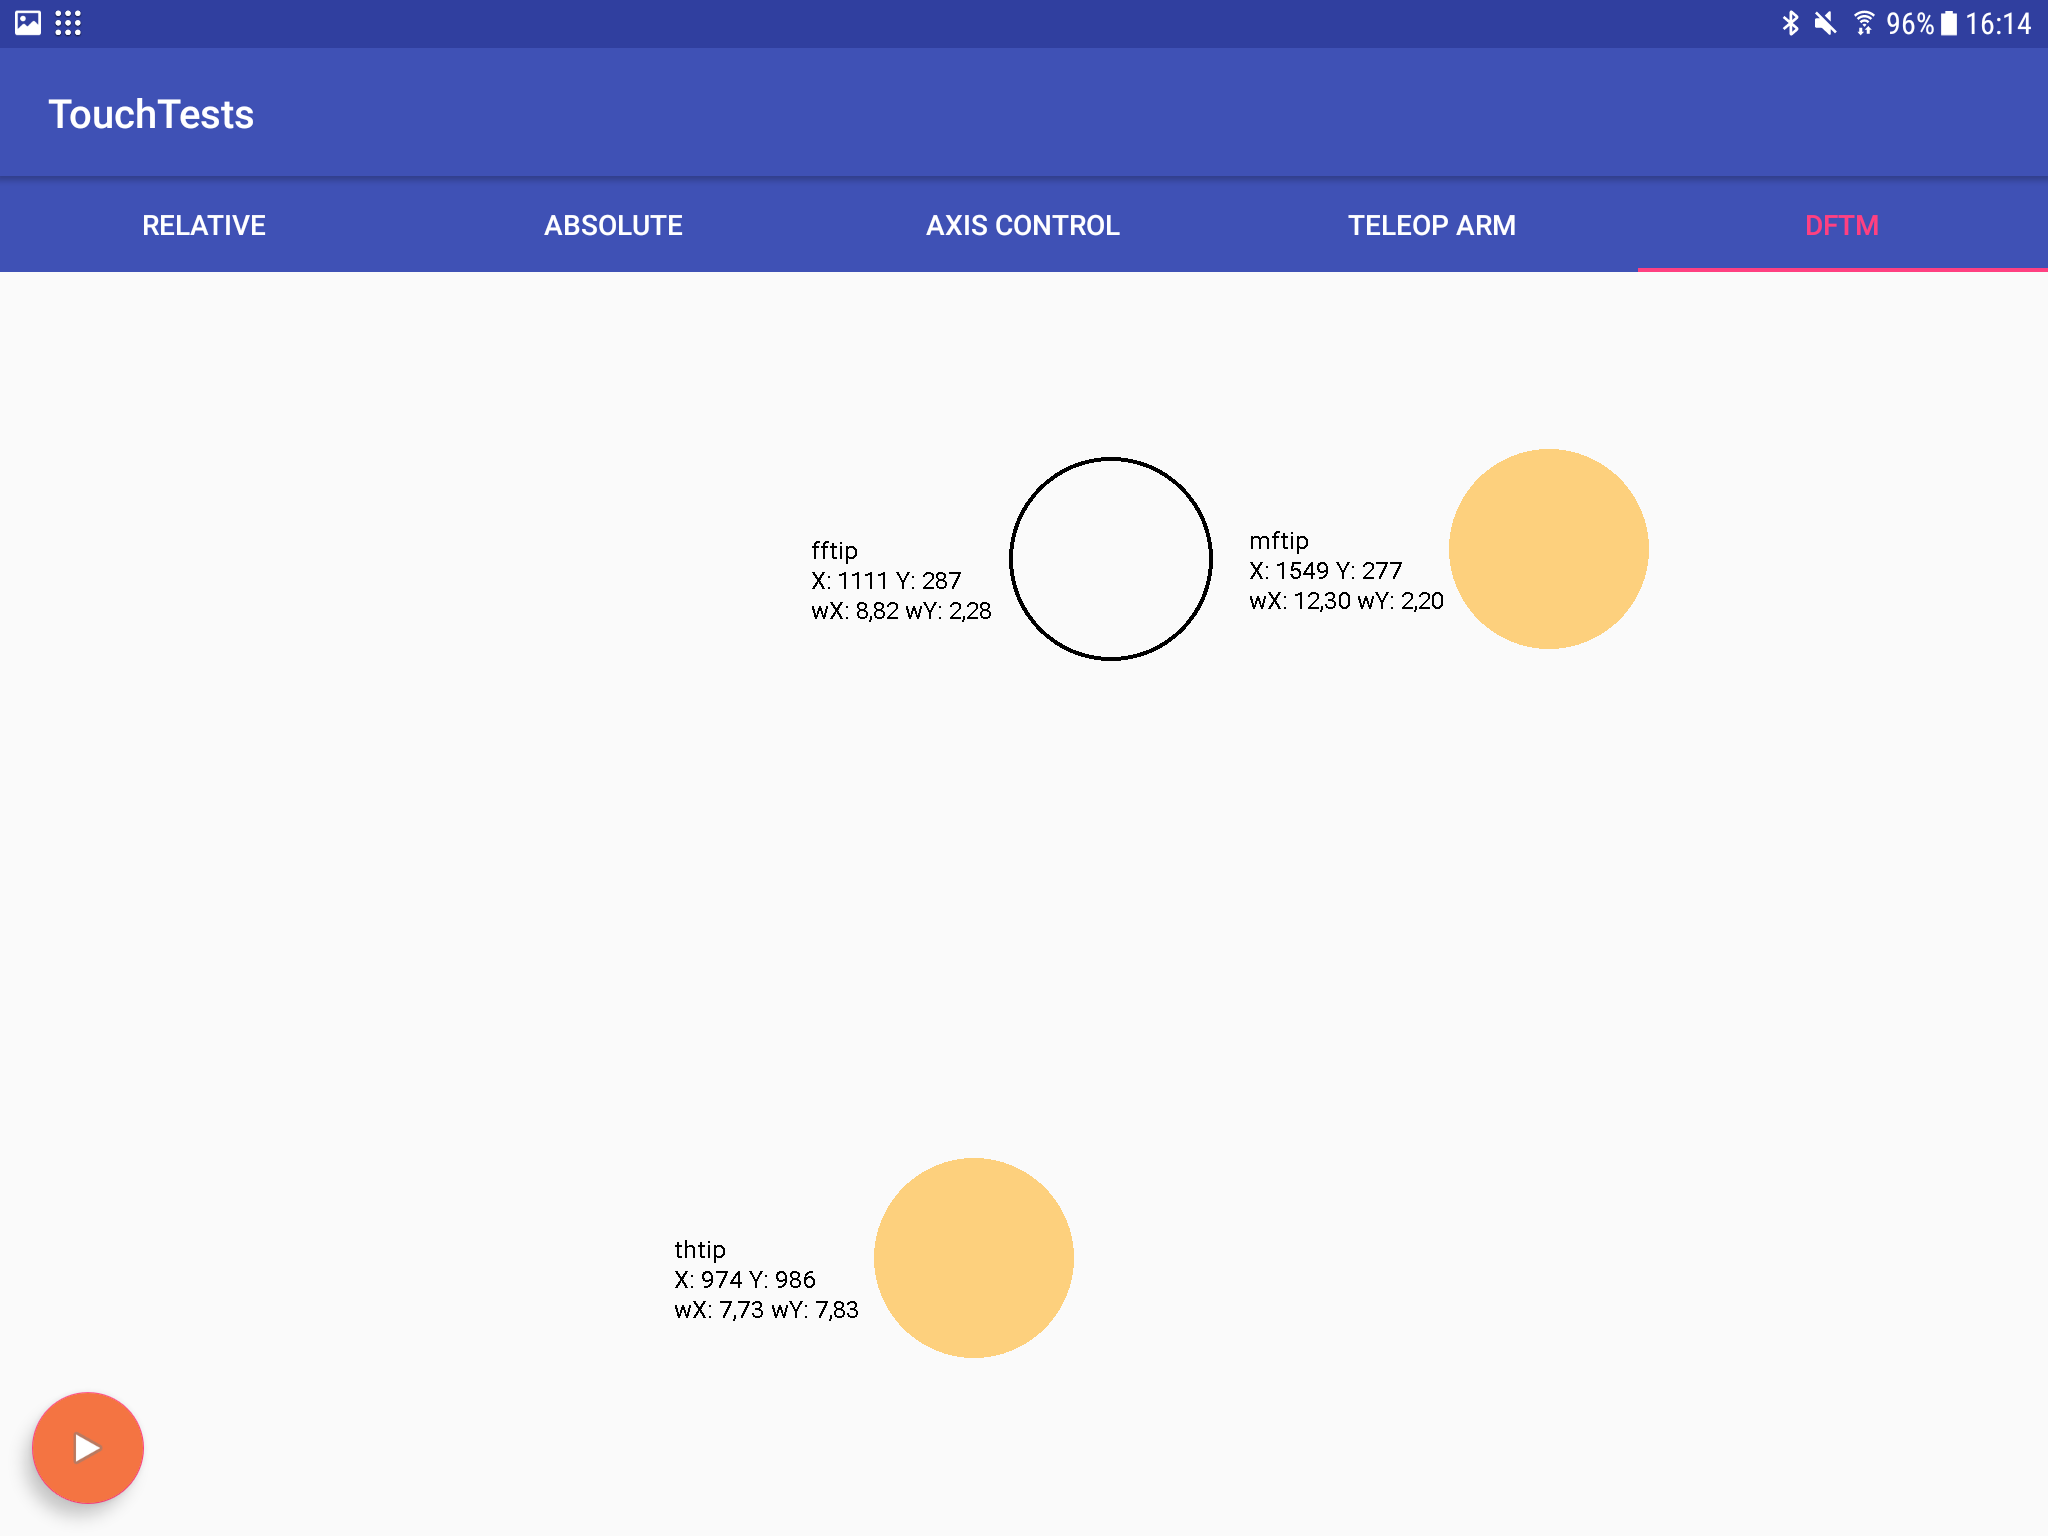 96% 16:14
TouchTests
RELATIVE ABSOLUTE AXIS CONTROL TELEOP ARM DFTM
fftip
X: 1111 Y: 287
wX: 8,82 wY: 2,28
mftip
X: 1549 Y: 277
wX: 12,30 wY: 2,20
thtip
X: 974 Y: 986
wX: 7,73 wY: 7,83